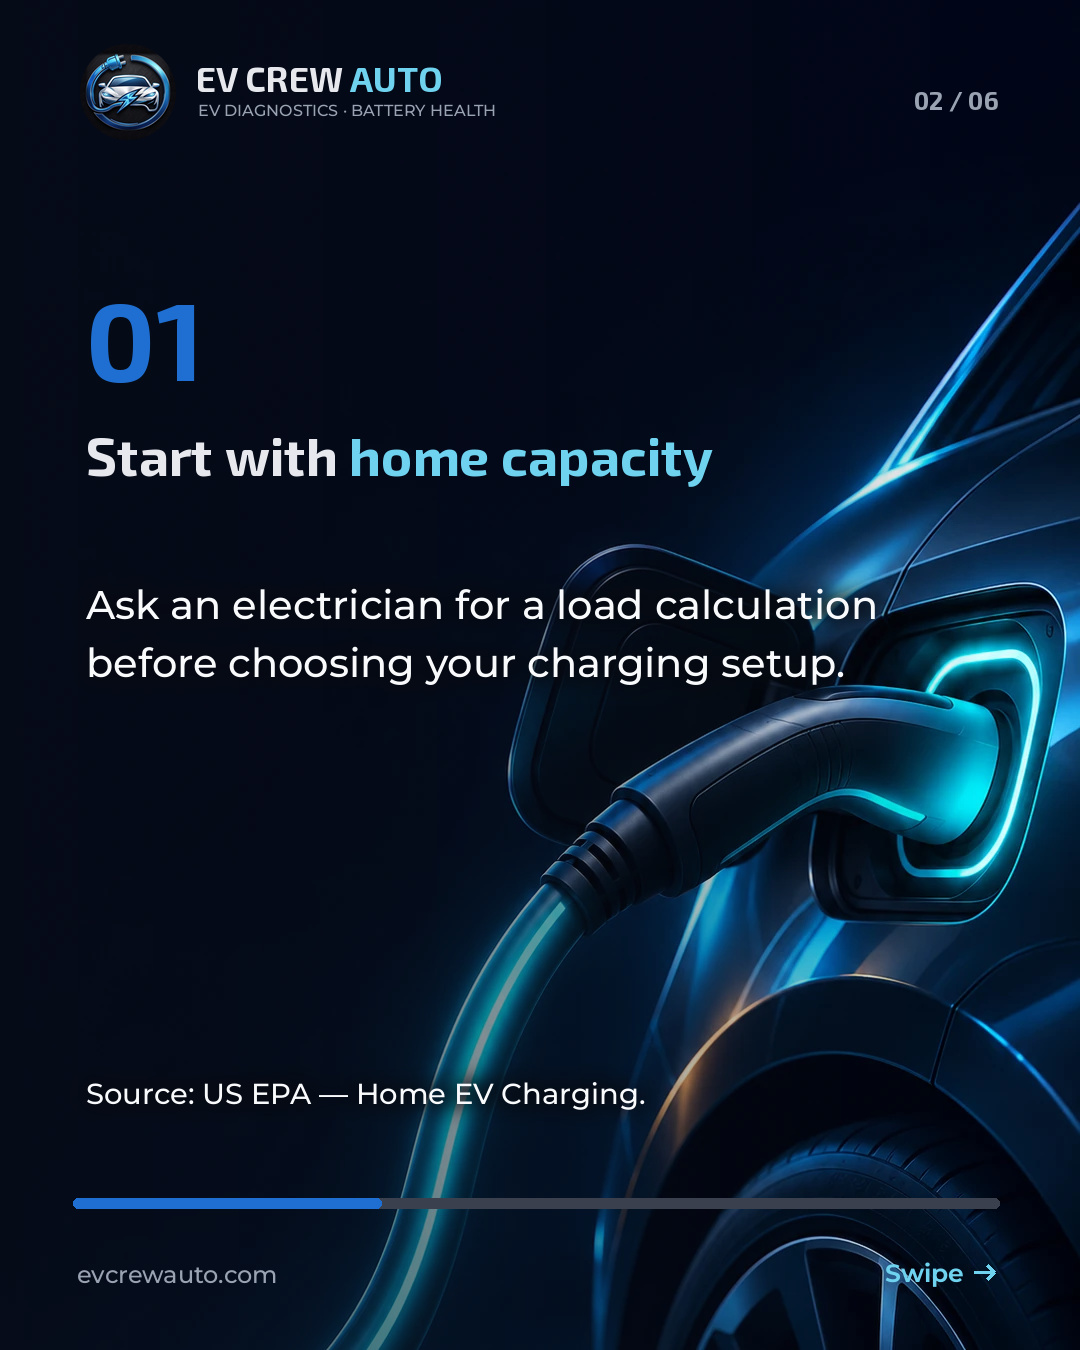 EV CREW AUTO
EV DIAGNOSTICS · BATTERY HEALTH
02 / 06
01
Start with home capacity
Ask an electrician for a load calculation
before choosing your charging setup.
Source: US EPA — Home EV Charging.
evcrewauto.com
Swipe →